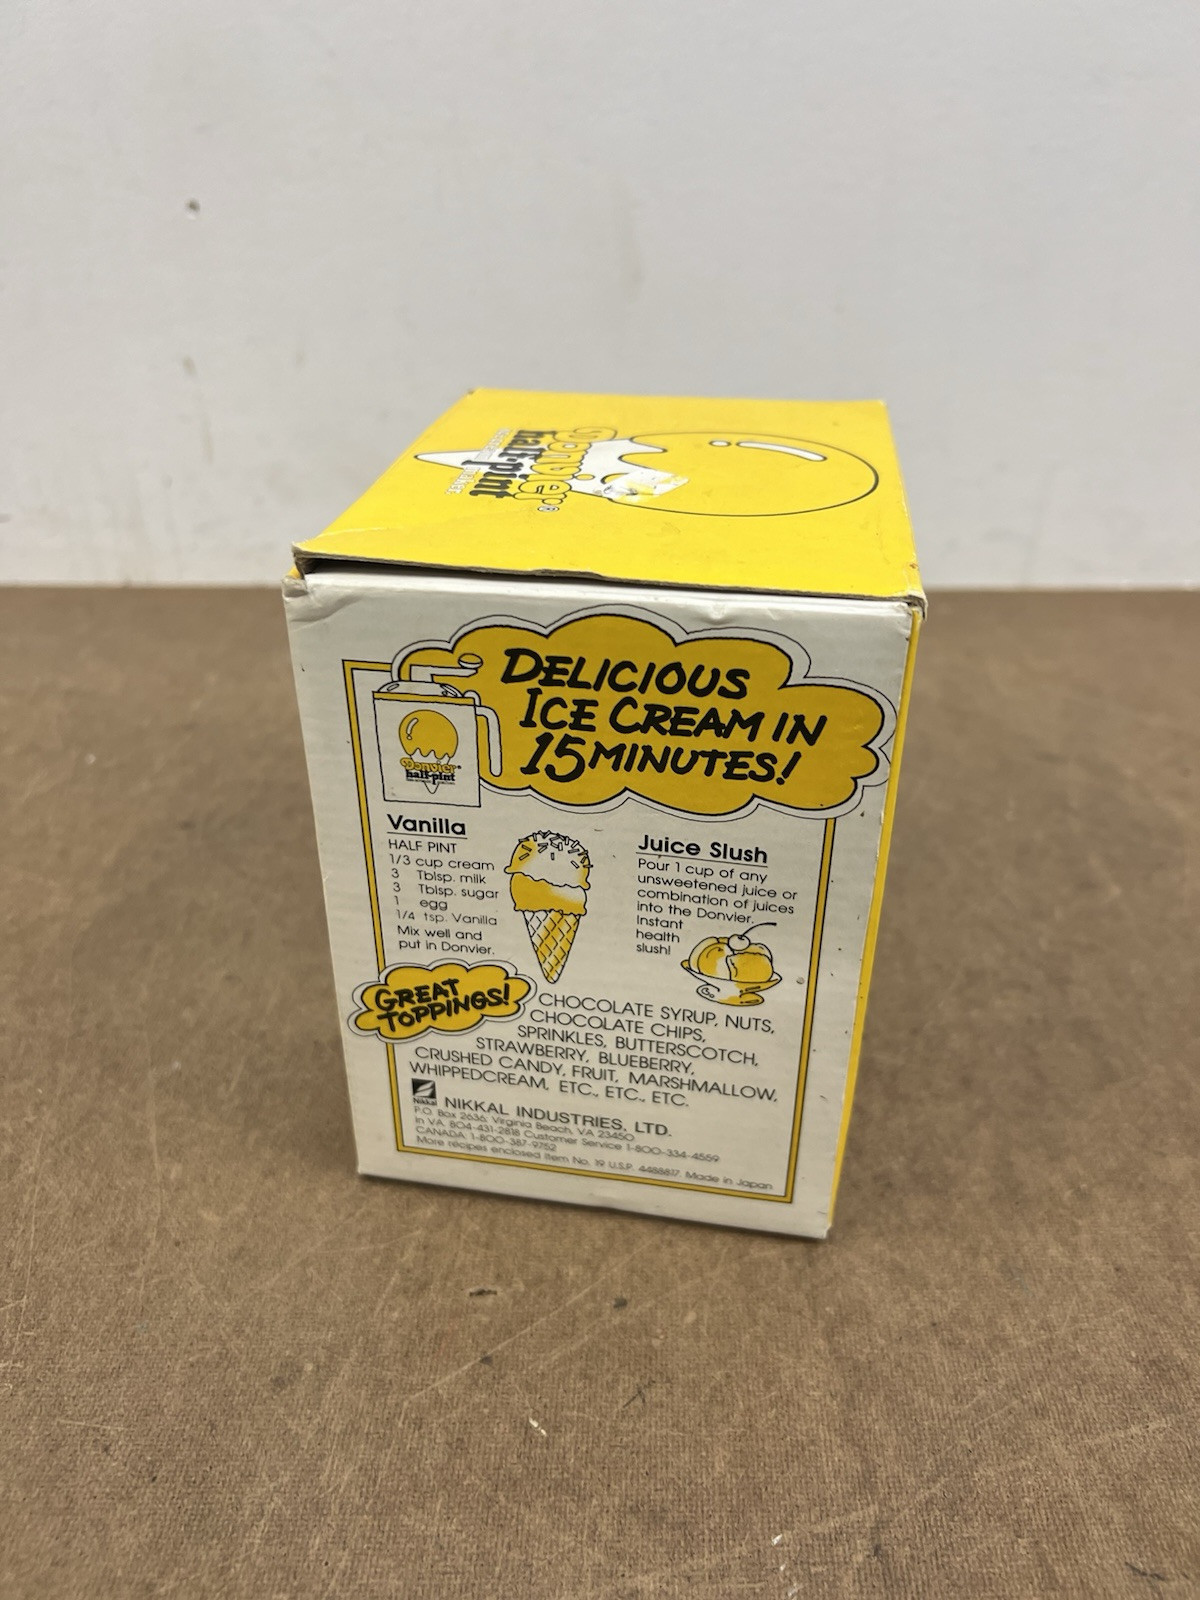 Donvier®
half-pint
DELICIOUS
ICE CREAM IN
15 MINUTES!
Donvier®
half-pint
Vanilla
HALF PINT
1/3 cup cream
3 Tblsp. milk
3 Tblsp. sugar
1 egg
1/4 tsp. Vanilla
Mix well and
put in Donvier.
Juice Slush
Pour 1 cup of any
unsweetened juice or
combination of juices
into the Donvier.
Instant
health
slush!
GREAT
TOPPINGS!
CHOCOLATE SYRUP, NUTS,
CHOCOLATE CHIPS,
SPRINKLES, BUTTERSCOTCH,
STRAWBERRY, BLUEBERRY,
CRUSHED CANDY, FRUIT, MARSHMALLOW,
WHIPPEDCREAM, ETC., ETC., ETC.
Nikkal
NIKKAL INDUSTRIES, LTD.
P.O. Box 2636, Virginia Beach, VA 23450
in VA 804-431-2818 Customer Service 1-800-334-4559
CANADA 1-800-387-9752
More recipes enclosed Item No. 19 U.S.P. 4488817. Made in Japan